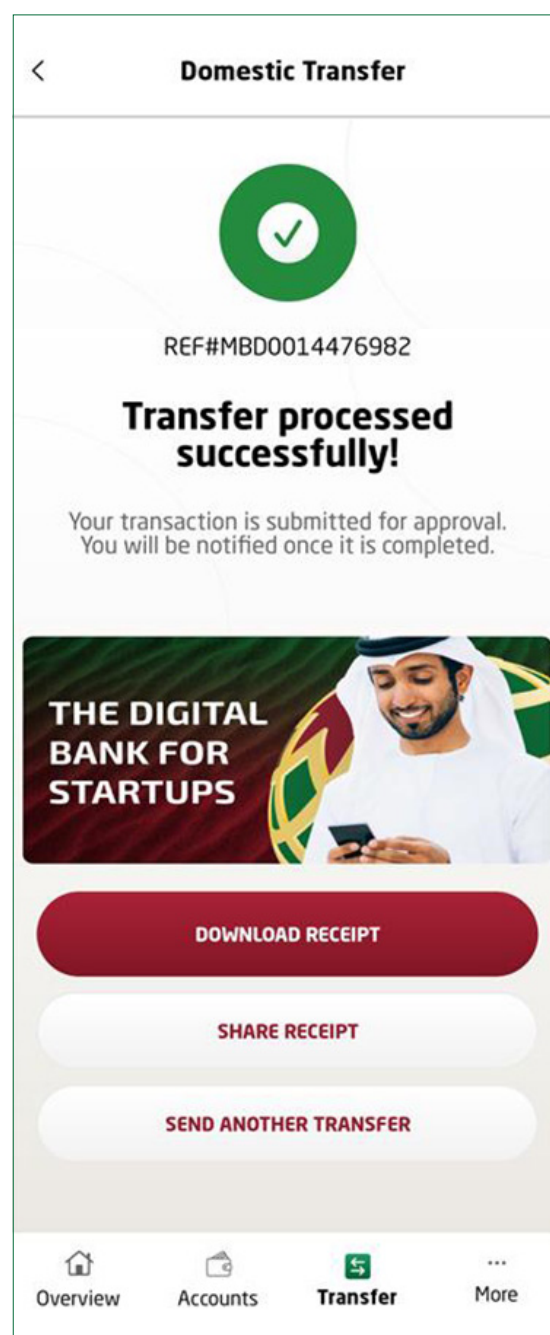 Domestic Transfer
REF#MBD0014476982
Transfer processed
successfully!
Your transaction is submitted for approval.
You will be notified once it is completed.
THE DIGITAL
BANK FOR
STARTUPS
DOWNLOAD RECEIPT
SHARE RECEIPT
SEND ANOTHER TRANSFER
Overview Accounts Transfer More